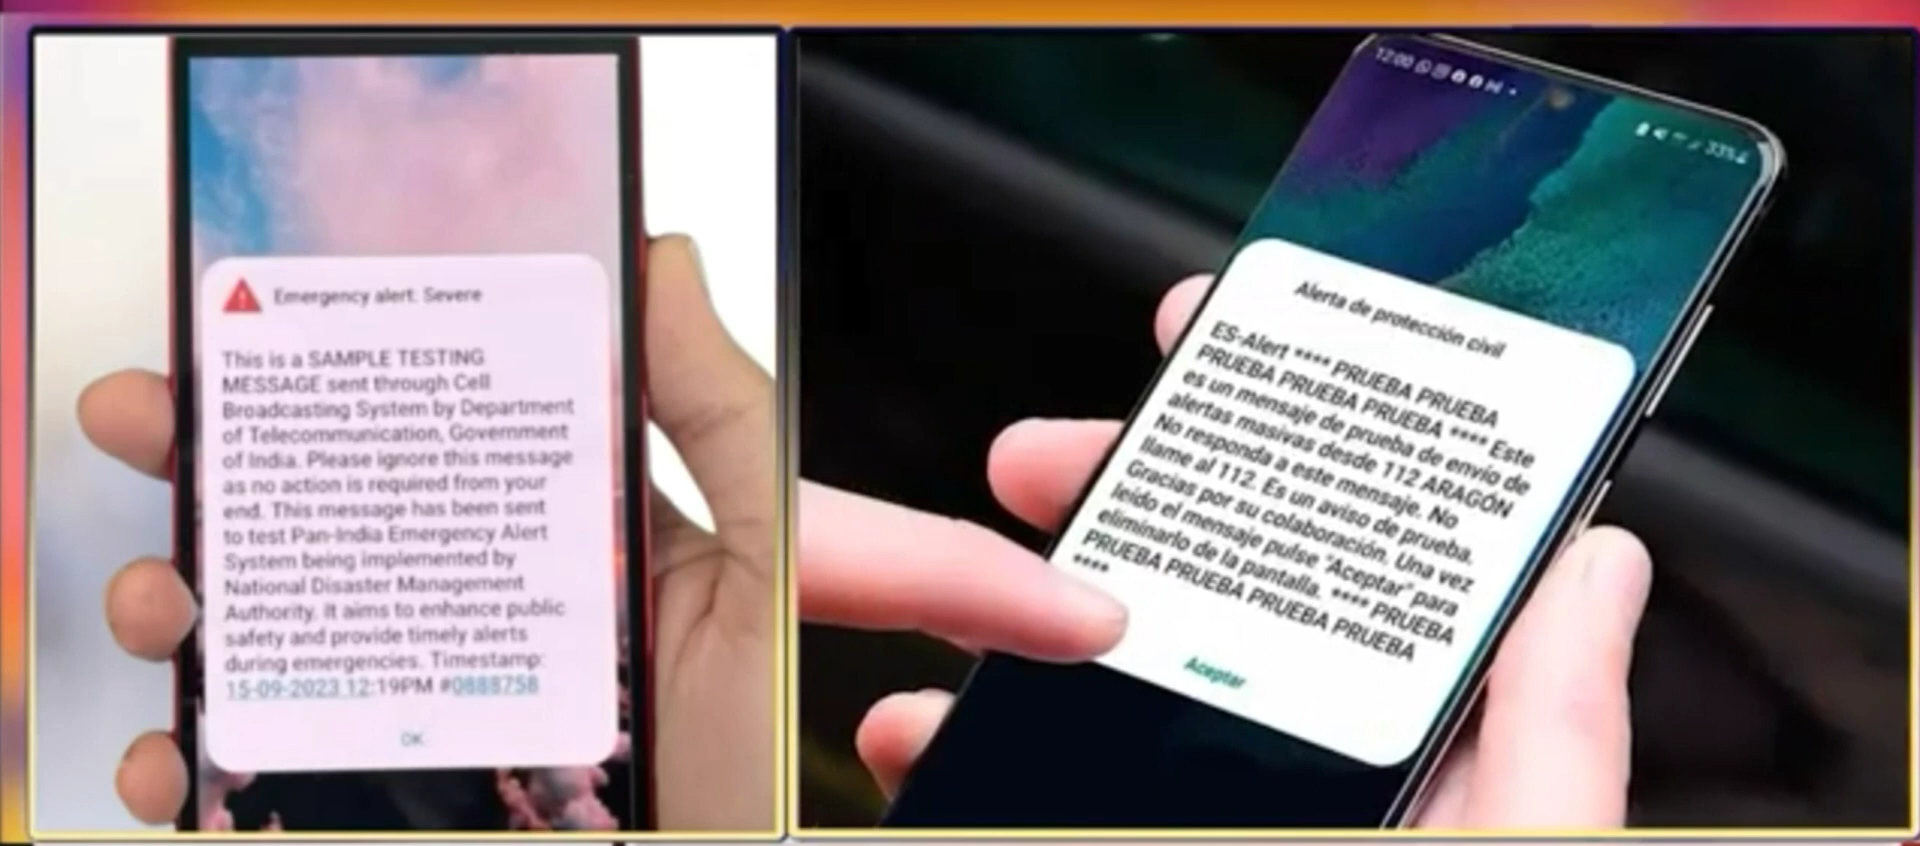 Emergency alert: Severe
This is a SAMPLE TESTING
MESSAGE sent through Cell
Broadcasting System by Department
of Telecommunication, Government
of India. Please ignore this message
as no action is required from your
end. This message has been sent
to test Pan-India Emergency Alert
System being implemented by
National Disaster Management
Authority. It aims to enhance public
safety and provide timely alerts
during emergencies. Timestamp:
15-09-2023 12:19PM #0888758
OK
12:00
33%
Alerta de protección civil
ES-Alert **** PRUEBA PRUEBA
PRUEBA PRUEBA PRUEBA **** Este
es un mensaje de prueba de envío de
alertas masivas desde 112 ARAGÓN
No responda a este mensaje. No
llame al 112. Es un aviso de prueba.
Gracias por su colaboración. Una vez
leído el mensaje pulse "Aceptar" para
eliminarlo de la pantalla. **** PRUEBA
PRUEBA PRUEBA PRUEBA PRUEBA
****
Aceptar